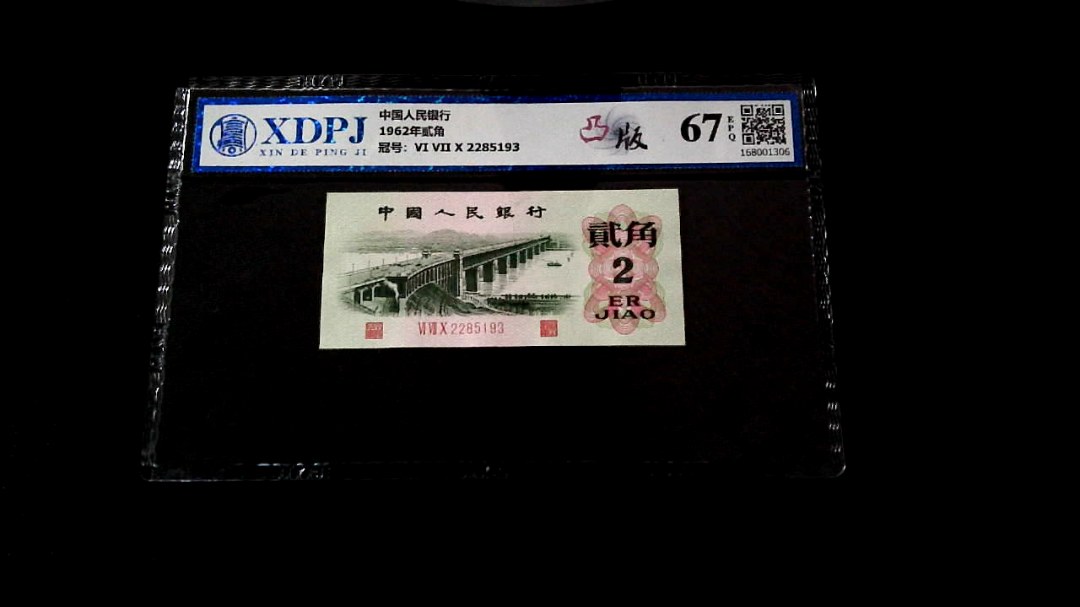 XDPJ
XIN DE PING JI
中国人民银行
1962年贰角
冠号：VI VII X 2285193
凸版
67
EPQ
168001306
中國人民銀行
貳角
2
ER
JIAO
VI VII X 2285193